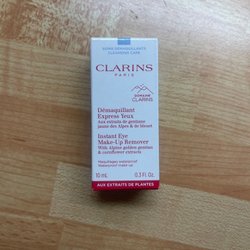 SOINS DÉMAQUILLANTS
CLEANSING CARE
CLARINS
PARIS
DOMAINE
CLARINS
Démaquillant
Express Yeux
Aux extraits de gentiane
jaune des Alpes & de bleuet
Instant Eye
Make-Up Remover
With Alpine golden gentian
& cornflower extracts
Maquillages waterproof
Waterproof make-up
10 mL
0.3 Fl. Oz.
AUX EXTRAITS DE PLANTES